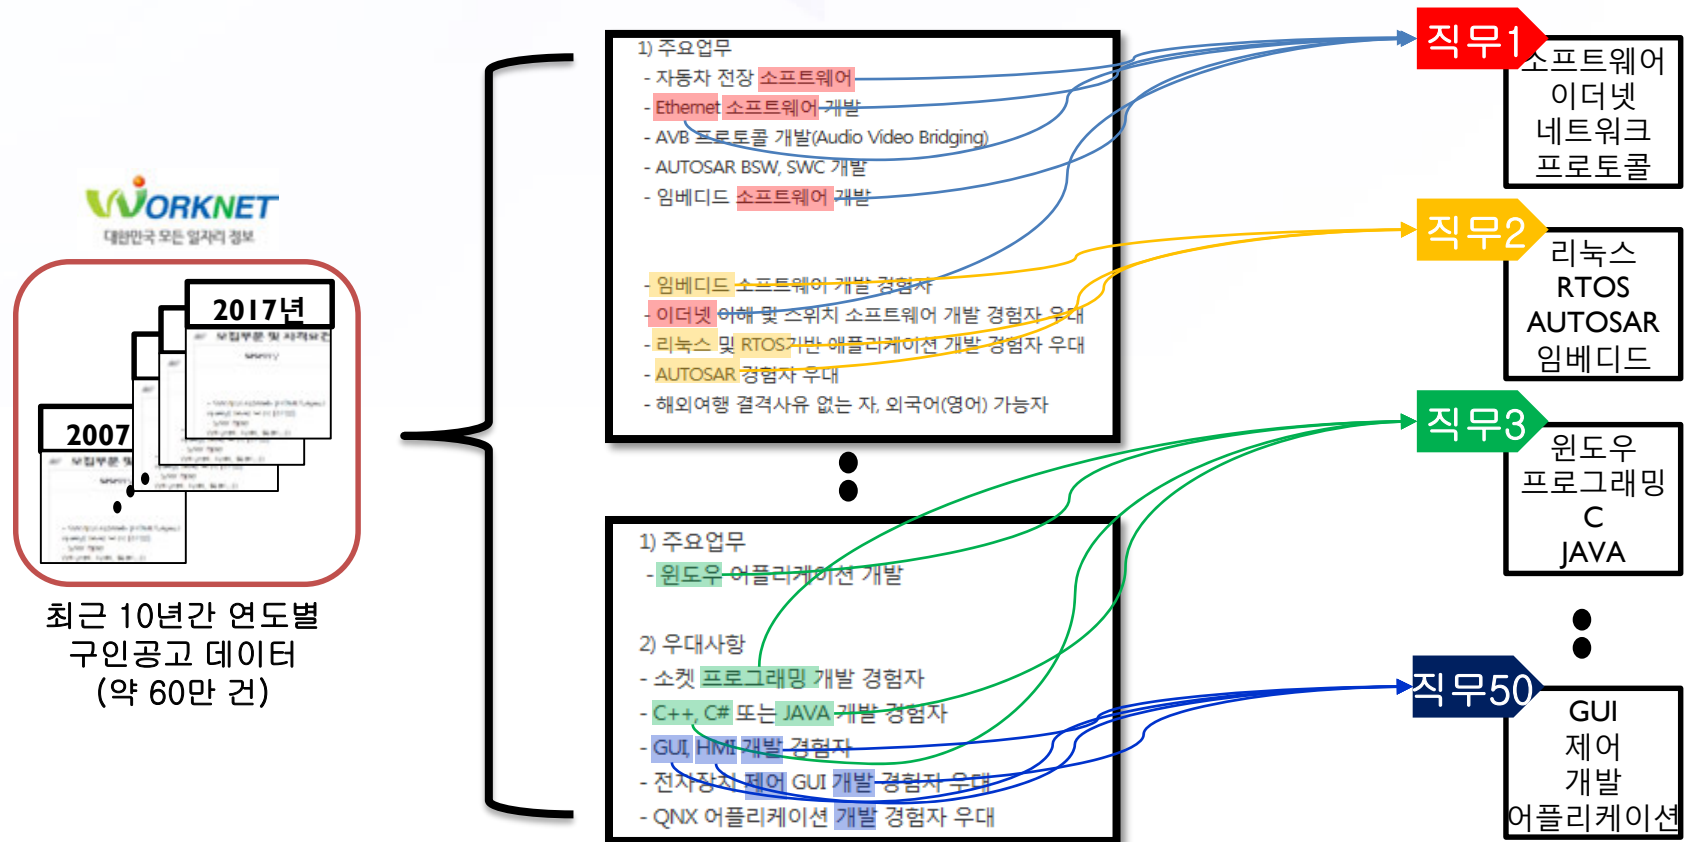 WORKNET
대한민국 모든 일자리 정보
2017년
모집부문 및 자격요건
2007
모집부문 및
최근 10년간 연도별
구인공고 데이터
(약 60만 건)
1) 주요업무
- 자동차 전장 소프트웨어
- Ethernet 소프트웨어 개발
- AVB 프로토콜 개발(Audio Video Bridging)
- AUTOSAR BSW, SWC 개발
- 임베디드 소프트웨어 개발
- 임베디드 소프트웨어 개발 경험자
- 이더넷 이해 및 스위치 소프트웨어 개발 경험자 우대
- 리눅스 및 RTOS기반 애플리케이션 개발 경험자 우대
- AUTOSAR 경험자 우대
- 해외여행 결격사유 없는 자, 외국어(영어) 가능자
1) 주요업무
- 윈도우 어플리케이션 개발
2) 우대사항
- 소켓 프로그래밍 개발 경험자
- C++, C# 또는 JAVA 개발 경험자
- GUI, HMI 개발 경험자
- 전자장치 제어 GUI 개발 경험자 우대
- QNX 어플리케이션 개발 경험자 우대
직무1
소프트웨어
이더넷
네트워크
프로토콜
직무2
리눅스
RTOS
AUTOSAR
임베디드
직무3
윈도우
프로그래밍
C
JAVA
직무50
GUI
제어
개발
어플리케이션